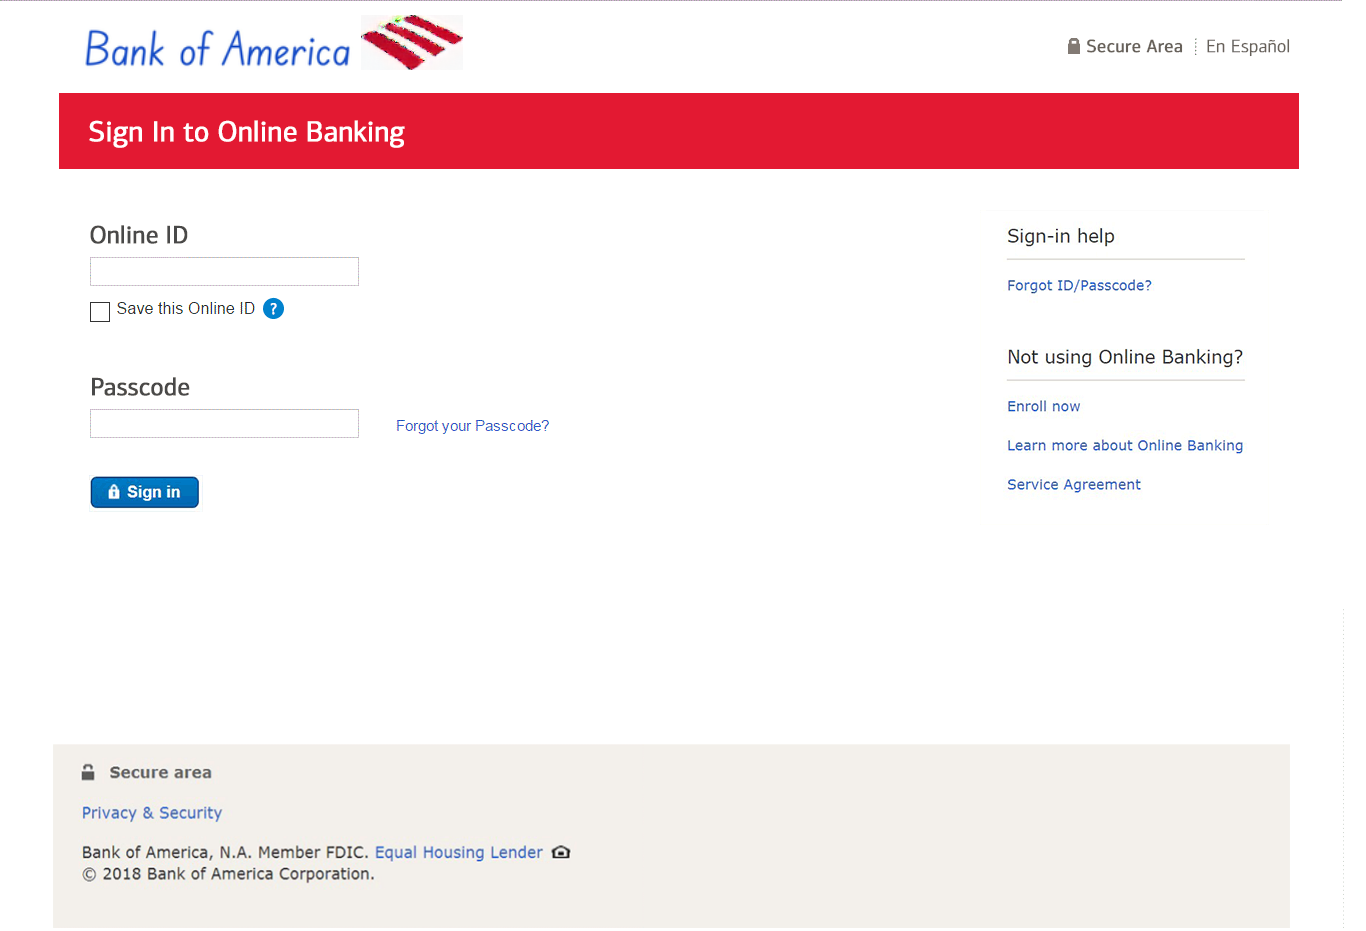 Bank of America
Secure Area
En Español
Sign In to Online Banking
Online ID
Save this Online ID ?
Passcode
Forgot your Passcode?
Sign in
Sign-in help
Forgot ID/Passcode?
Not using Online Banking?
Enroll now
Learn more about Online Banking
Service Agreement
Secure area
Privacy & Security
Bank of America, N.A. Member FDIC. Equal Housing Lender
© 2018 Bank of America Corporation.